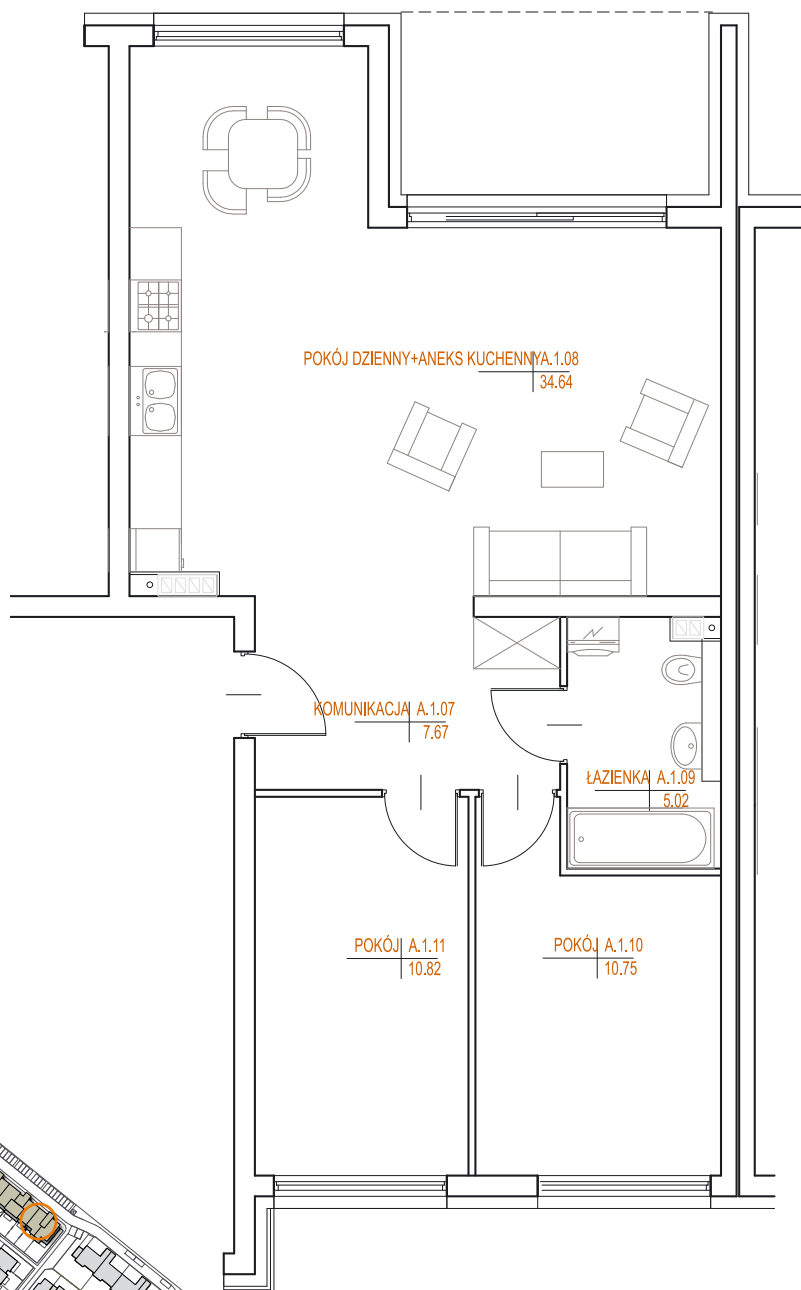 POKÓJ DZIENNY+ANEKS KUCHENNYA.1.08
34.64
KOMUNIKACJA A.1.07
7.67
ŁAZIENKA A.1.09
5.02
POKÓJ A.1.11
10.82
POKÓJ A.1.10
10.75